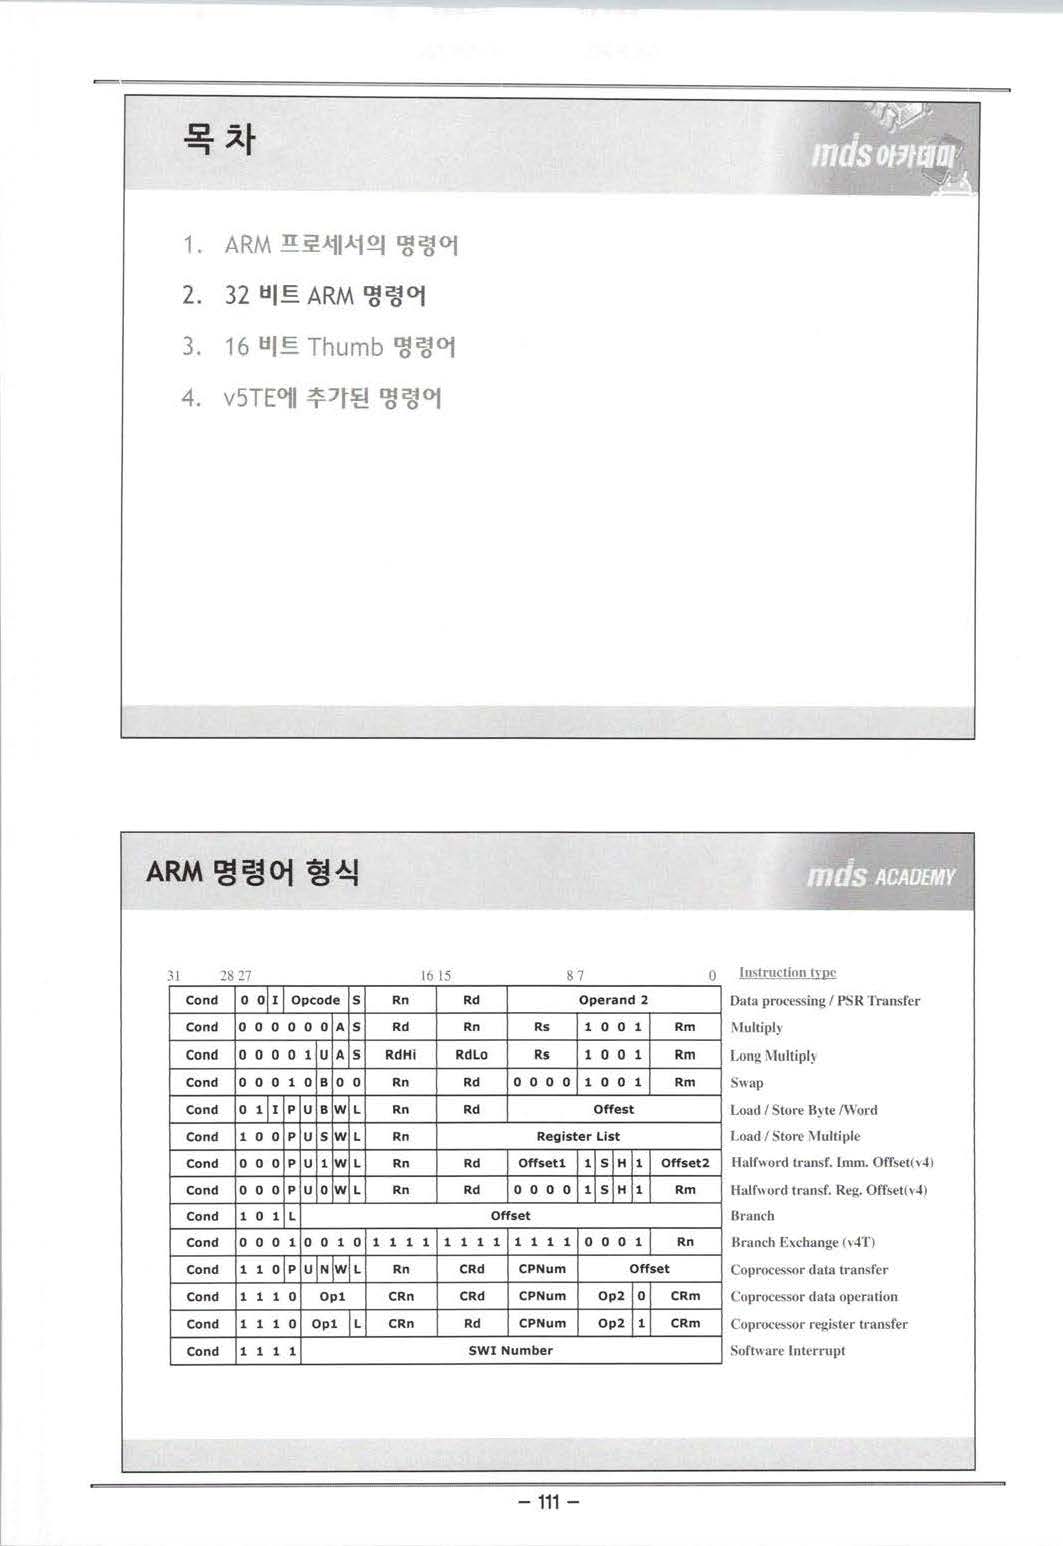 목 차
mds 아카데미
1. ARM 프로세서의 명령어
2. 32 비트 ARM 명령어
3. 16 비트 Thumb 명령어
4. v5TE에 추가된 명령어
ARM 명령어 형식
mds ACADEMY
31 28 27 16 15 8 7 0 Instruction type
Cond 0 0 I Opcode S Rn Rd Operand 2 Data processing / PSR Transfer
Cond 0 0 0 0 0 0 A S Rd Rn Rs 1 0 0 1 Rm Multiply
Cond 0 0 0 0 1 U A S RdHi RdLo Rs 1 0 0 1 Rm Long Multiply
Cond 0 0 0 1 0 B 0 0 Rn Rd 0 0 0 0 1 0 0 1 Rm Swap
Cond 0 1 I P U B W L Rn Rd Offest Load / Store Byte /Word
Cond 1 0 0 P U S W L Rn Register List Load / Store Multiple
Cond 0 0 0 P U 1 W L Rn Rd Offset1 1 S H 1 Offset2 Halfword transf. Imm. Offset(v4)
Cond 0 0 0 P U 0 W L Rn Rd 0 0 0 0 1 S H 1 Rm Halfword transf. Reg. Offset(v4)
Cond 1 0 1 L Offset Branch
Cond 0 0 0 1 0 0 1 0 1 1 1 1 1 1 1 1 1 1 1 1 0 0 0 1 Rn Branch Exchange (v4T)
Cond 1 1 0 P U N W L Rn CRd CPNum Offset Coprocessor data transfer
Cond 1 1 1 0 Op1 CRn CRd CPNum Op2 0 CRm Coprocessor data operation
Cond 1 1 1 0 Op1 L CRn Rd CPNum Op2 1 CRm Coprocessor register transfer
Cond 1 1 1 1 SWI Number Software Interrupt
- 111 -